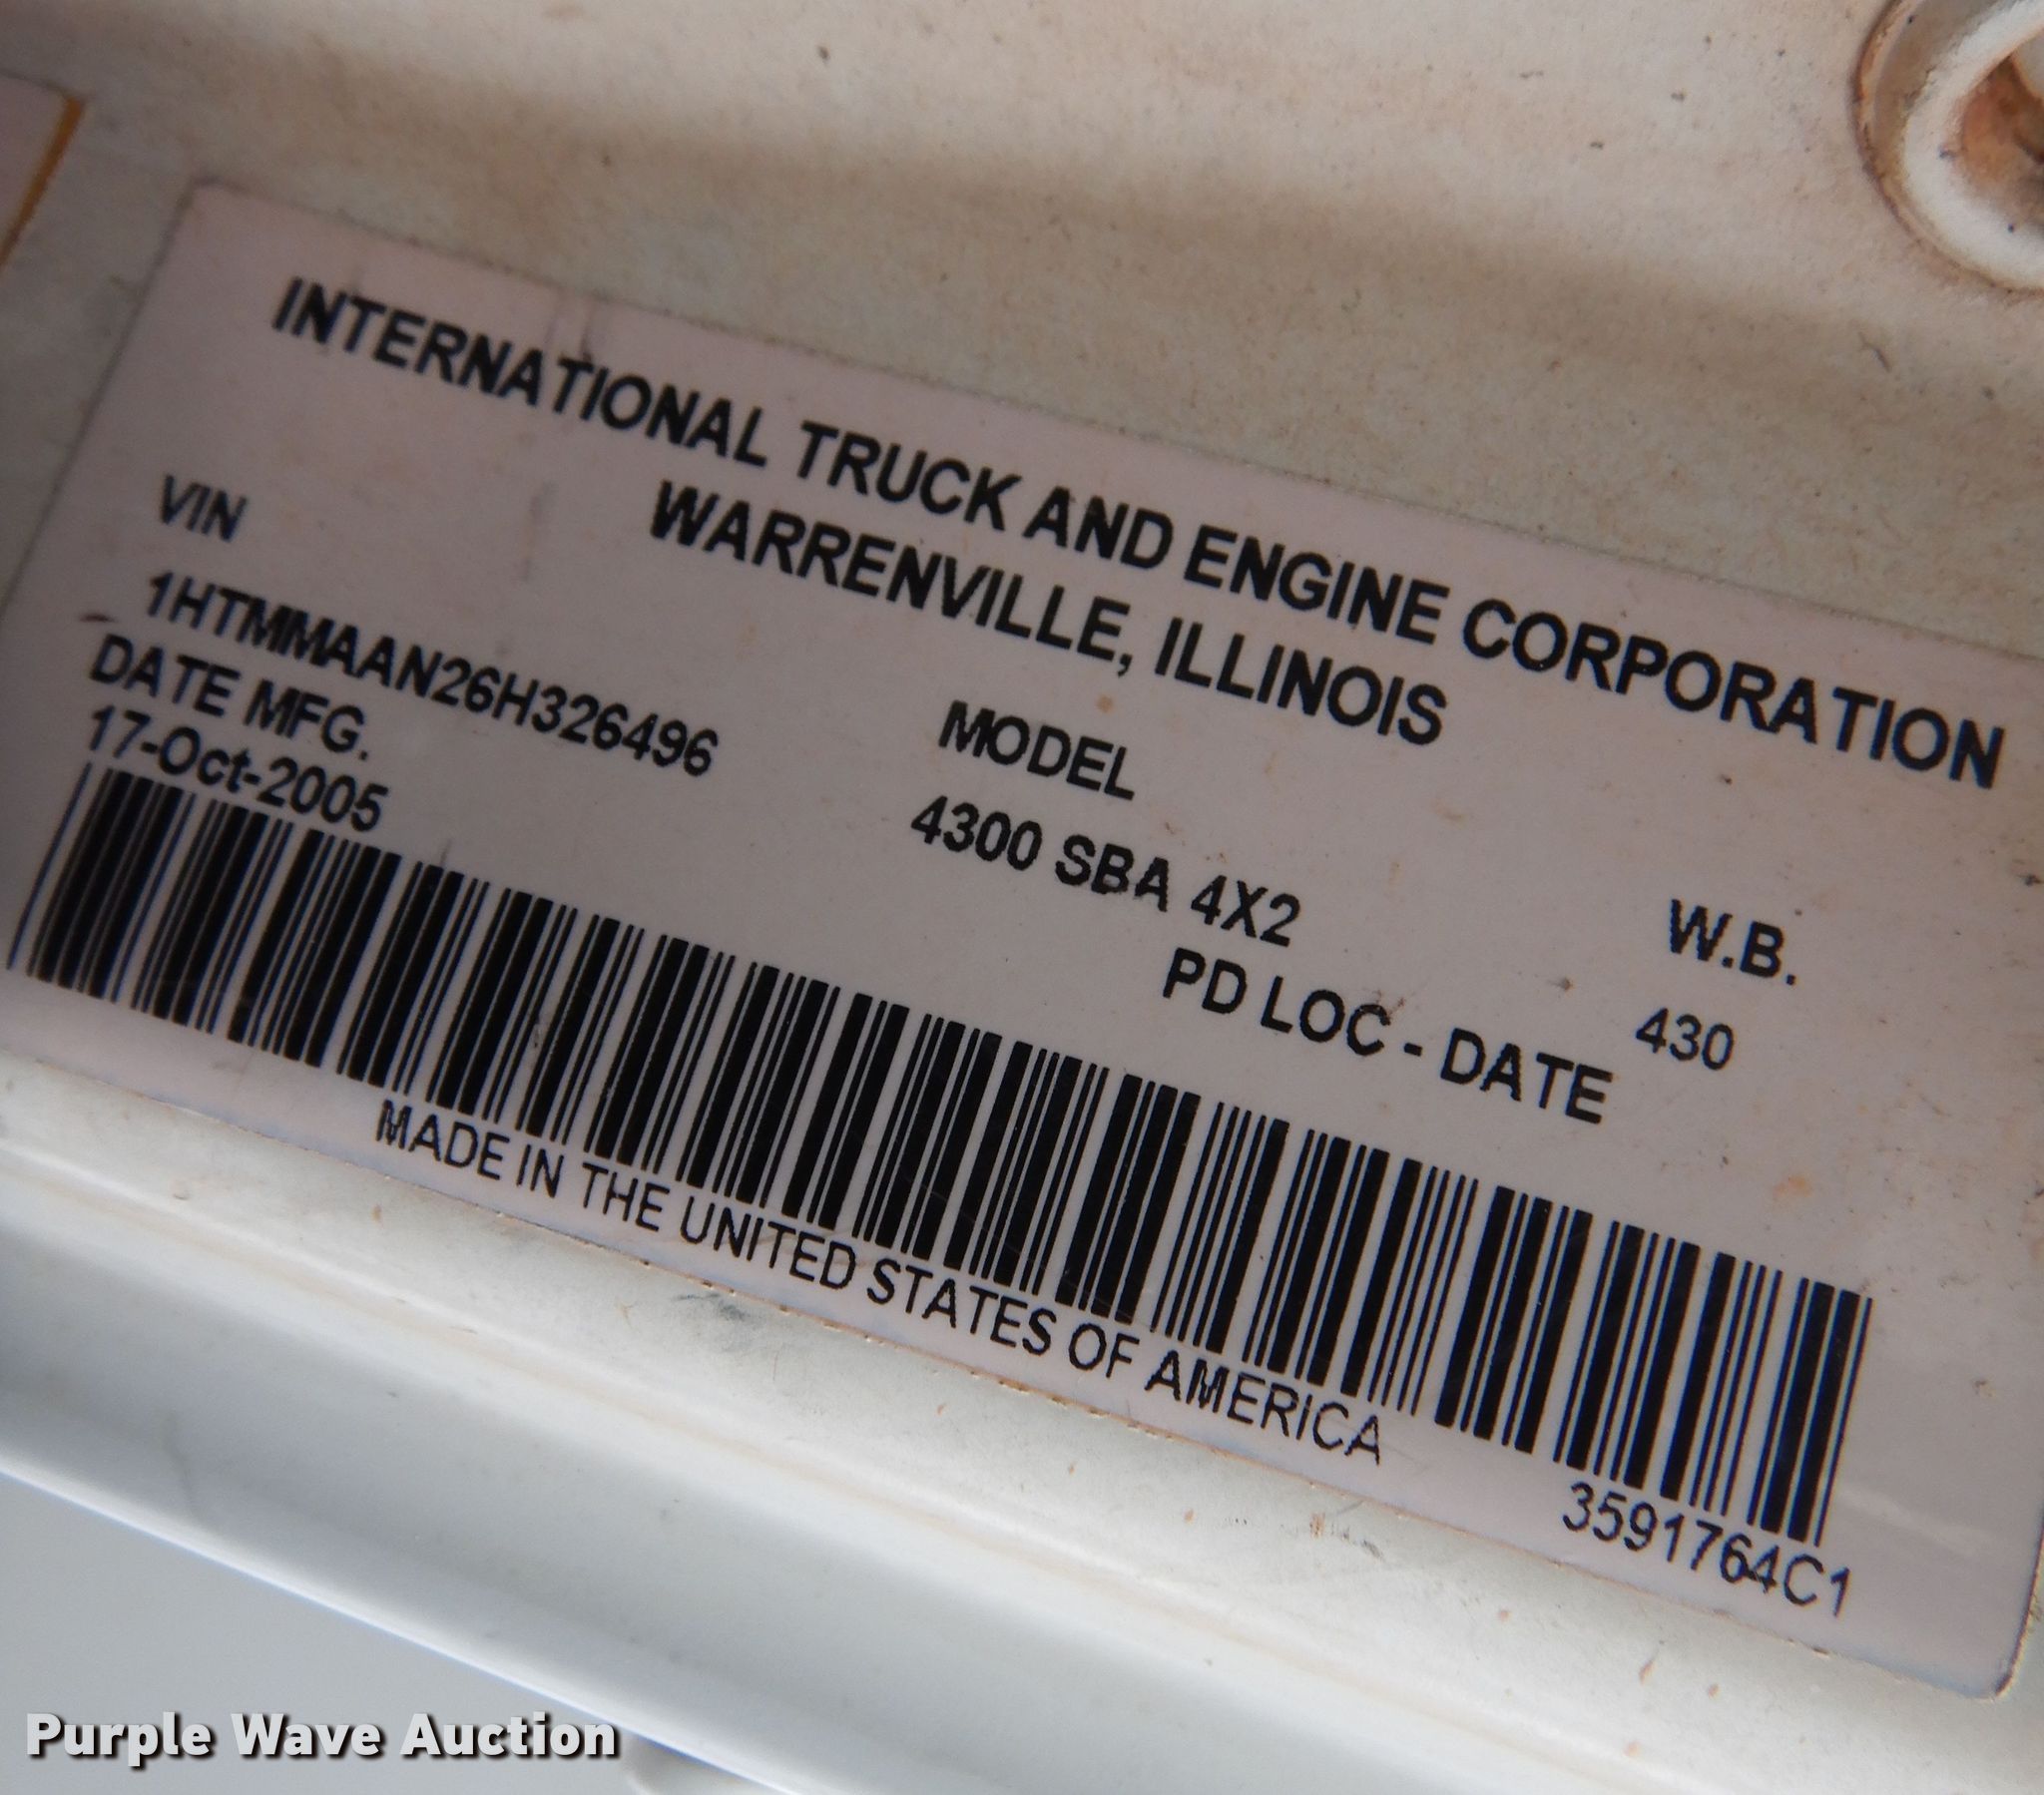 INTERNATIONAL TRUCK AND ENGINE CORPORATION
WARRENVILLE, ILLINOIS
VIN
MODEL
W.B.
1HTMMAAN26H326496
4300 SBA 4X2
430
DATE MFG.
PD LOC - DATE
17-Oct-2005
MADE IN THE UNITED STATES OF AMERICA
3591764C1
Purple Wave Auction